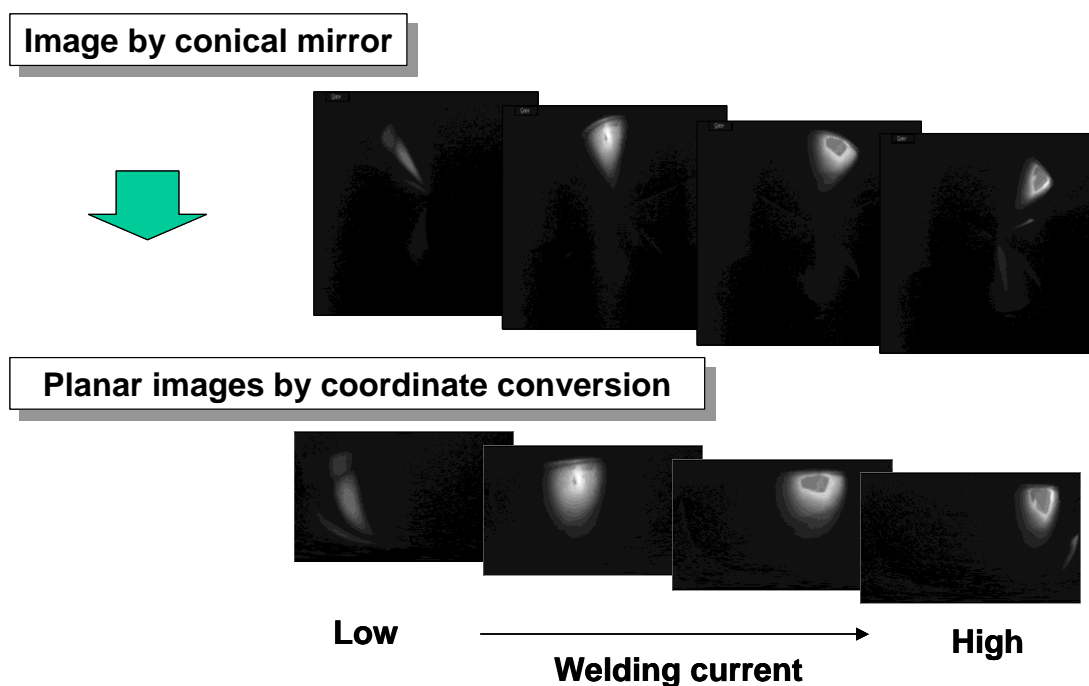 Image by conical mirror
Planar images by coordinate conversion
Low
High
Welding current